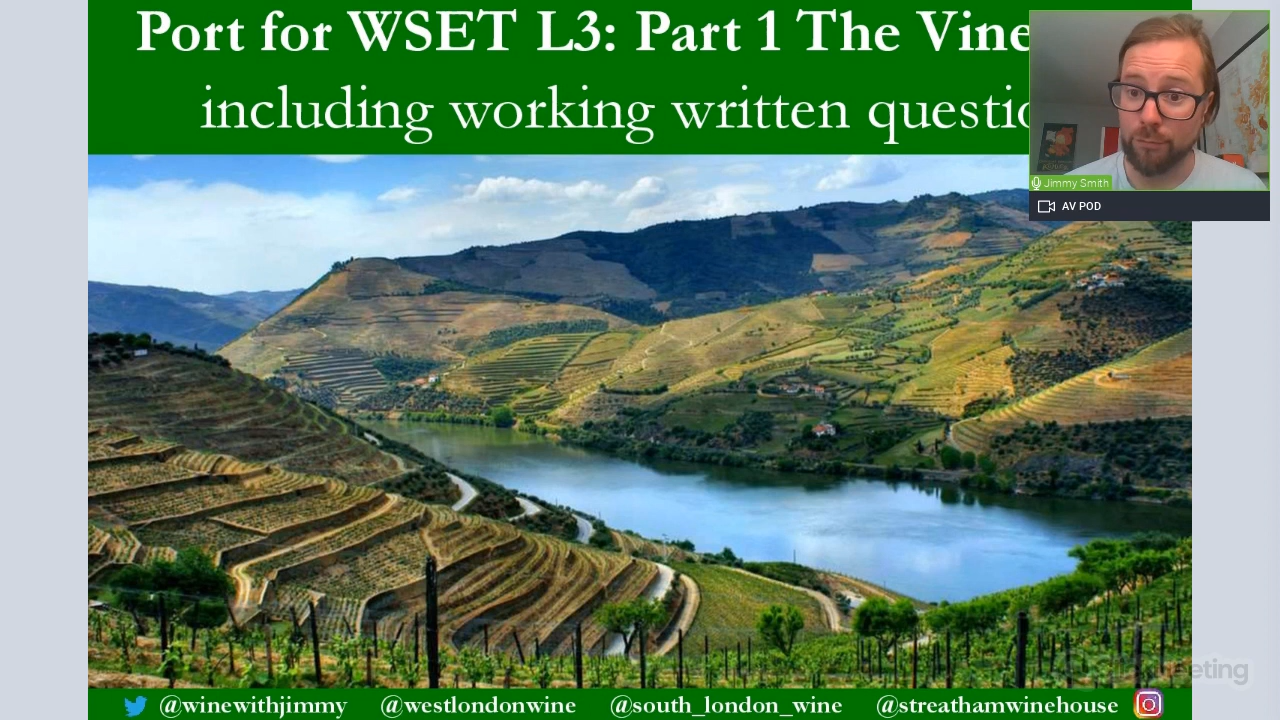 Port for WSET L3: Part 1 The Vine
including working written questio
Jimmy Smith
AV POD
@winewithjimmy @westlondonwine @south_london_wine @streathamwinehouse